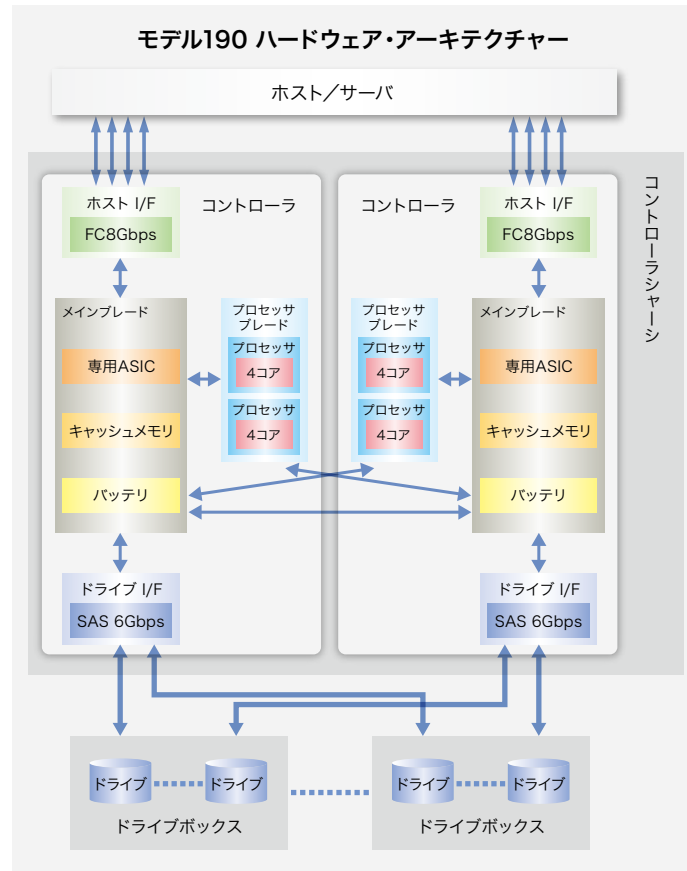 モデル190 ハードウェア・アーキテクチャー
ホスト／サーバ
コントローラシャーシ
ホスト I/F
FC8Gbps
コントローラ
メインブレード
専用ASIC
キャッシュメモリ
バッテリ
プロセッサ
ブレード
プロセッサ
4コア
プロセッサ
4コア
ドライブ I/F
SAS 6Gbps
コントローラ
ホスト I/F
FC8Gbps
プロセッサ
ブレード
プロセッサ
4コア
プロセッサ
4コア
メインブレード
専用ASIC
キャッシュメモリ
バッテリ
ドライブ I/F
SAS 6Gbps
ドライブ
ドライブ
ドライブボックス
ドライブ
ドライブ
ドライブボックス